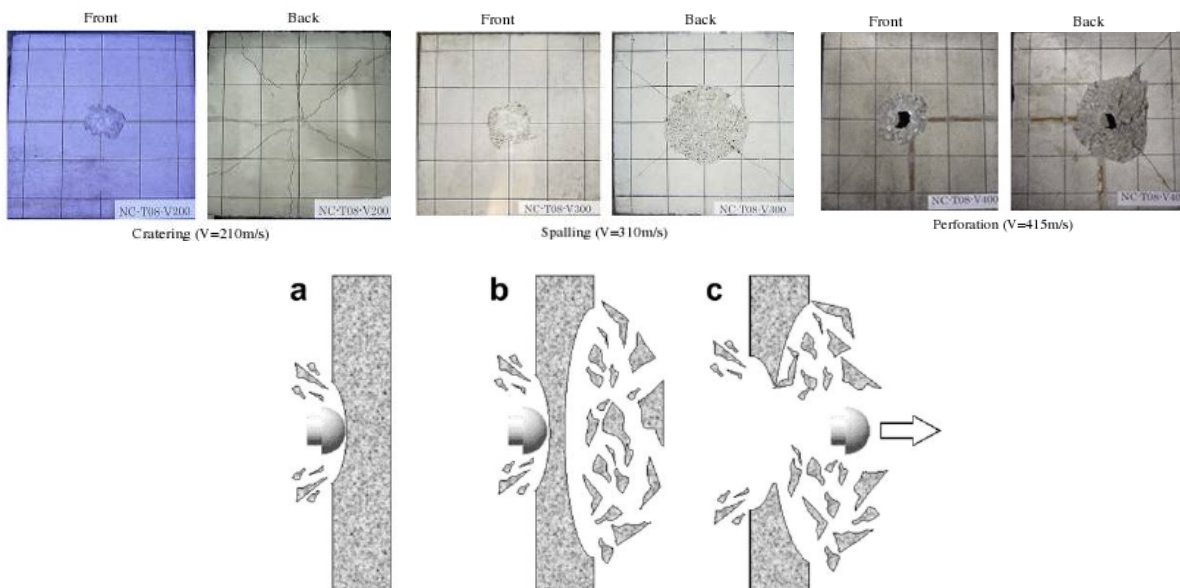 Front
Back
Front
Back
Front
Back
NC-T08-V200
NC-T08-V200
NC-T08-V300
NC-T08-V300
NC-T08-V400
NC-T08-V40
Cratering (V=210m/s)
Spalling (V=310m/s)
Perforation (V=415m/s)
a
b
c